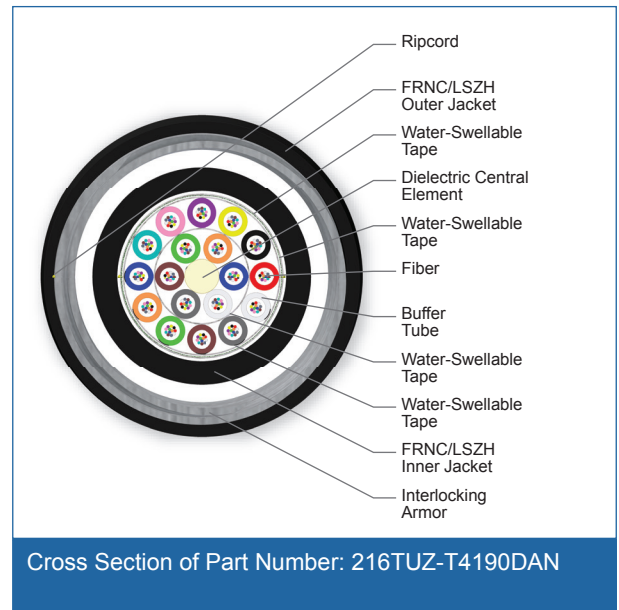 Ripcord
FRNC/LSZH
Outer Jacket
Water-Swellable
Tape
Dielectric Central
Element
Water-Swellable
Tape
Fiber
Buffer
Tube
Water-Swellable
Tape
Water-Swellable
Tape
FRNC/LSZH
Inner Jacket
Interlocking
Armor
Cross Section of Part Number: 216TUZ-T4190DAN